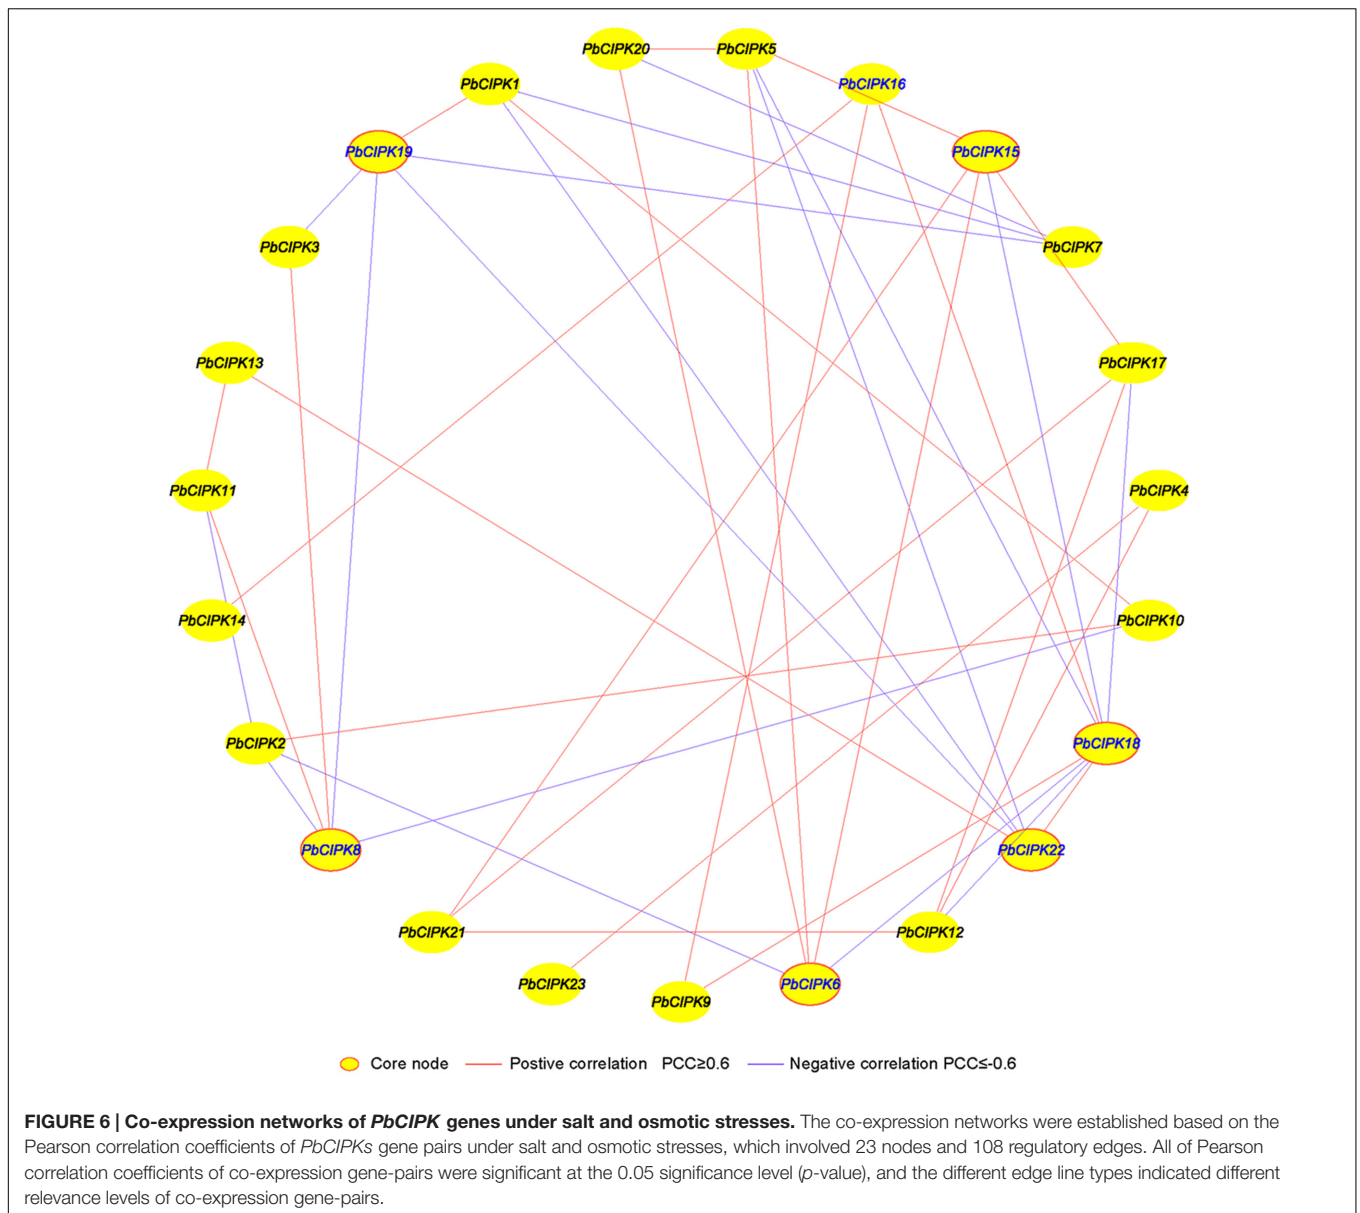 PbCIPK20 PbCIPK5
PbCIPK1 PbCIPK16
PbCIPK19 PbCIPK15
PbCIPK3 PbCIPK7
PbCIPK13 PbCIPK17
PbCIPK11 PbCIPK4
PbCIPK14 PbCIPK10
PbCIPK2 PbCIPK18
PbCIPK8 PbCIPK22
PbCIPK21 PbCIPK12
PbCIPK23 PbCIPK6
PbCIPK9
Core node Postive correlation PCC≥0.6 Negative correlation PCC≤-0.6
FIGURE 6 | Co-expression networks of PbCIPK genes under salt and osmotic stresses. The co-expression networks were established based on the
Pearson correlation coefficients of PbCIPKs gene pairs under salt and osmotic stresses, which involved 23 nodes and 108 regulatory edges. All of Pearson
correlation coefficients of co-expression gene-pairs were significant at the 0.05 significance level (p-value), and the different edge line types indicated different
relevance levels of co-expression gene-pairs.